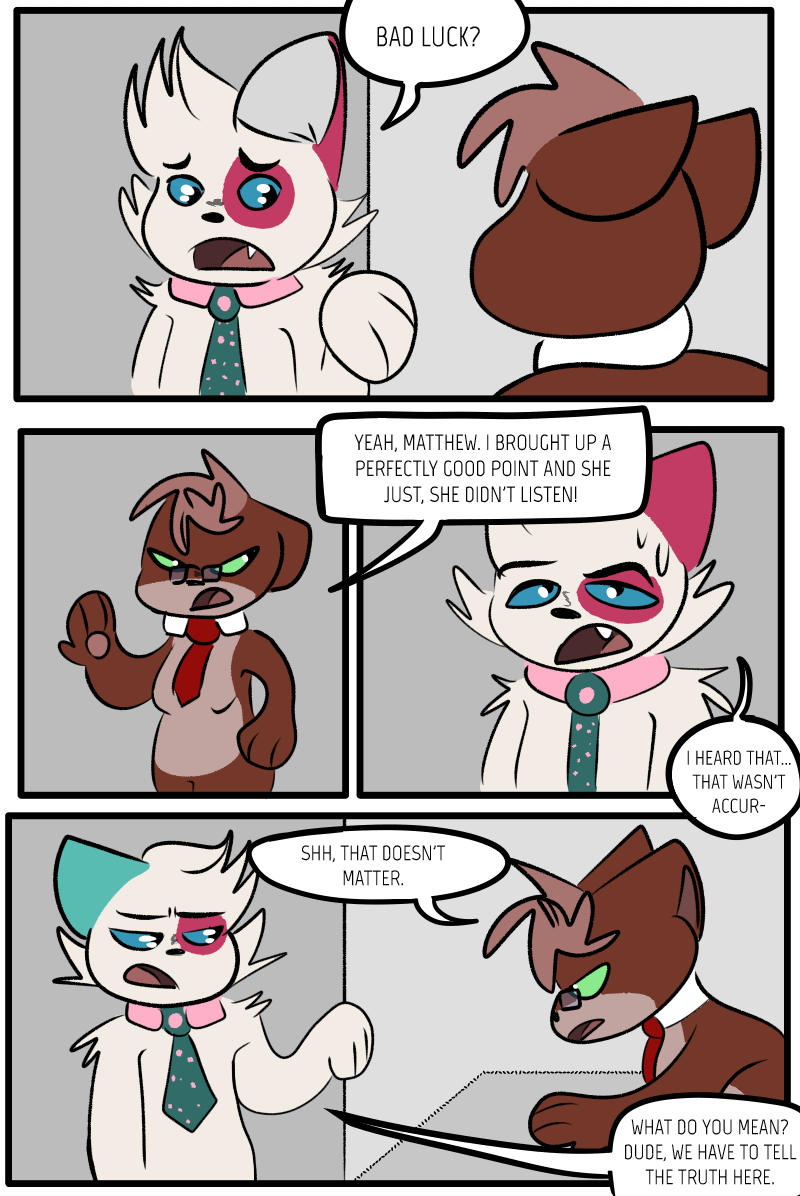 BAD LUCK?
YEAH, MATTHEW. I BROUGHT UP A
PERFECTLY GOOD POINT AND SHE
JUST, SHE DIDN'T LISTEN!
I HEARD THAT...
THAT WASN'T
ACCUR-
SHH, THAT DOESN'T
MATTER.
WHAT DO YOU MEAN?
DUDE, WE HAVE TO TELL
THE TRUTH HERE.